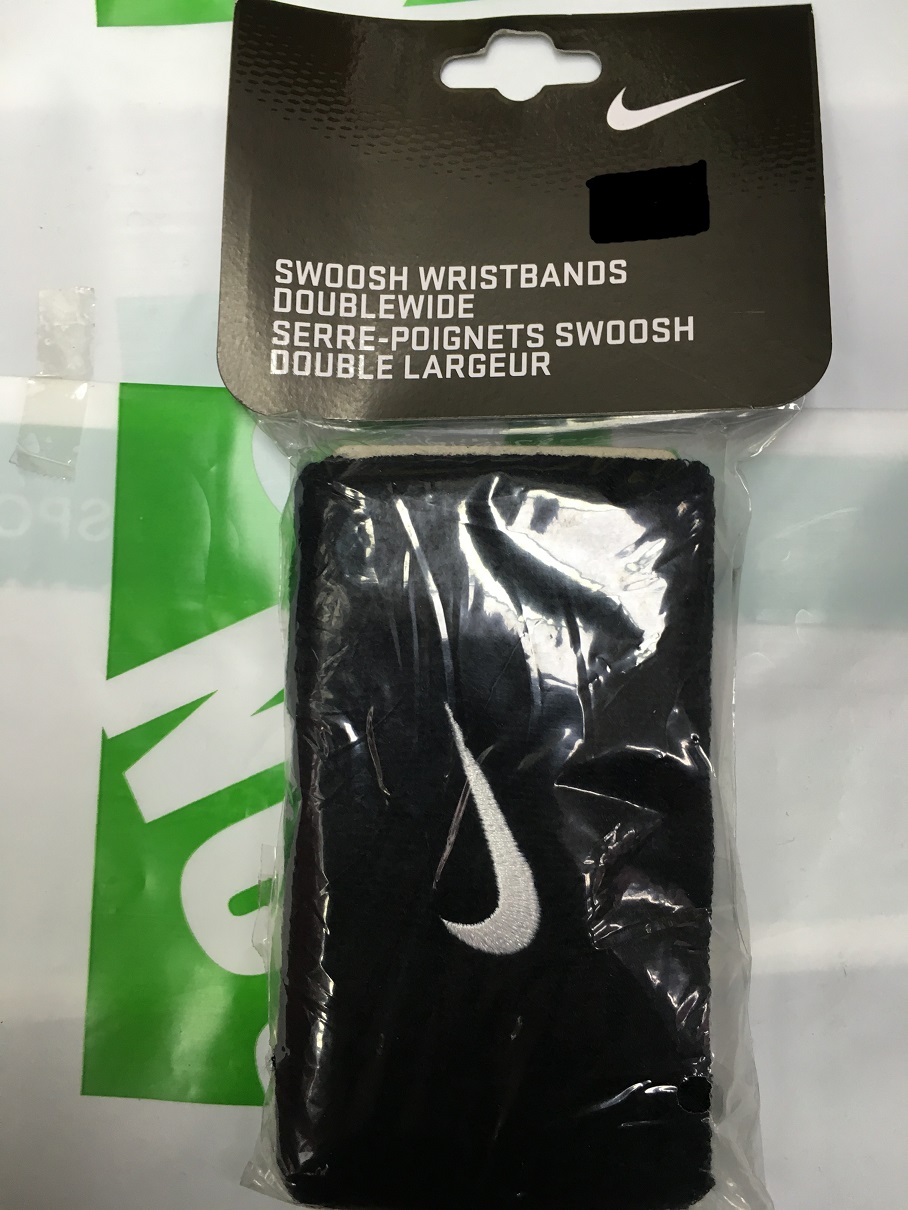 SWOOSH WRISTBANDS
DOUBLEWIDE
SERRE-POIGNETS SWOOSH
DOUBLE LARGEUR